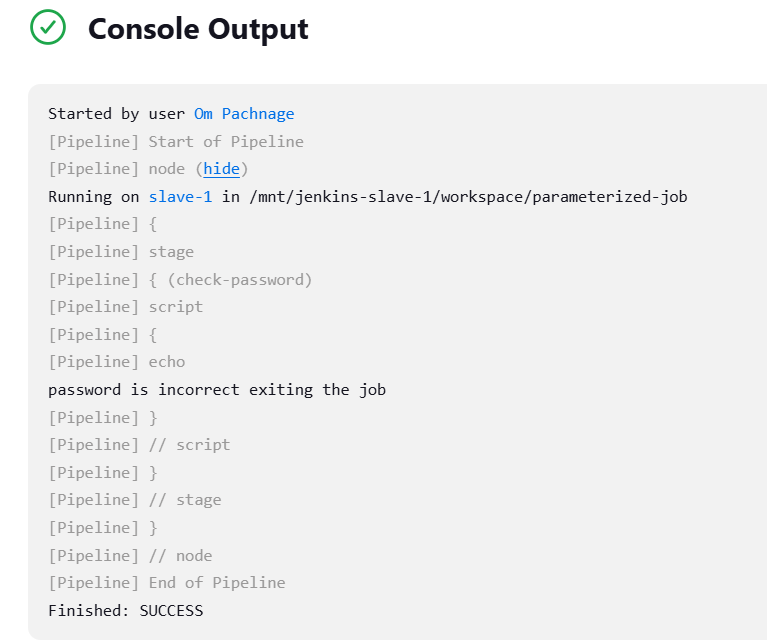 Console Output
Started by user Om Pachnage
[Pipeline] Start of Pipeline
[Pipeline] node (hide)
Running on slave-1 in /mnt/jenkins-slave-1/workspace/parameterized-job
[Pipeline] {
[Pipeline] stage
[Pipeline] { (check-password)
[Pipeline] script
[Pipeline] {
[Pipeline] echo
password is incorrect exiting the job
[Pipeline] }
[Pipeline] // script
[Pipeline] }
[Pipeline] // stage
[Pipeline] }
[Pipeline] // node
[Pipeline] End of Pipeline
Finished: SUCCESS